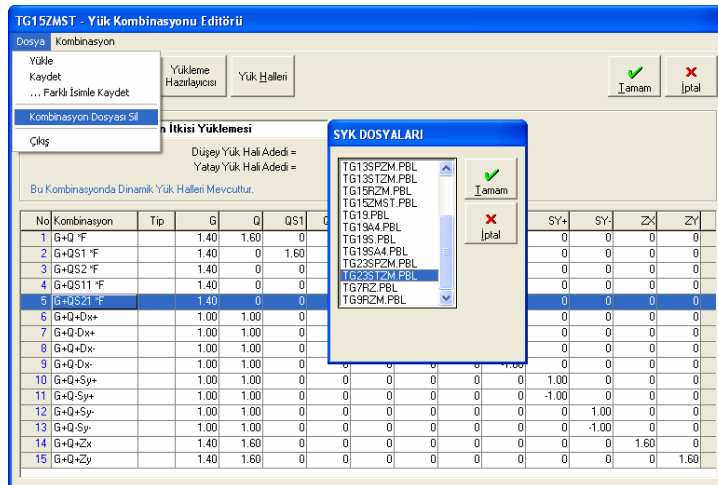 TG15ZMST - Yük Kombinasyonu Editörü
Dosya Kombinasyon
Yükle
Kaydet
... Farklı İsimle Kaydet
Kombinasyon Dosyası Sil
Çıkış
Yükleme Hazırlayıcısı
Yük Halleri
Tamam
İptal
n İtkisi Yüklemesi
Düşey Yük Hali Adedi =
Yatay Yük Hali Adedi =
Bu Kombinasyonda Dinamik Yük Halleri Mevcuttur.
SYK DOSYALARI
TG13SPZM.PBL
TG13STZM.PBL
TG15RZM.PBL
TG15ZMST.PBL
TG19.PBL
TG19A4.PBL
TG19S.PBL
TG19SA4.PBL
TG23SPZM.PBL
TG23STZM.PBL
TG7RZ.PBL
TG9RZM.PBL
Tamam
İptal
No Kombinasyon Tip G Q QS1 SY+ SY- ZX ZY
1 G+Q *F 1.40 1.60 0 0 0 0 0
2 G+QS1 *F 1.40 0 1.60 0 0 0 0
3 G+QS2 *F 1.40 0 0 0 0 0 0
4 G+QS11 *F 1.40 0 0 0 0 0 0
5 G+QS21 *F 1.40 0 0 0 0 0 0
6 G+Q+Dx+ 1.00 1.00 0 0 0 0 0
7 G+Q-Dx+ 1.00 1.00 0 0 0 0 0
8 G+Q+Dx- 1.00 1.00 0 0 0 0 0
9 G+Q-Dx- 1.00 1.00 0 -1.00 0 0 0 0
10 G+Q+Sy+ 1.00 1.00 0 0 0 0 0 0 1.00 0 0 0
11 G+Q-Sy+ 1.00 1.00 0 0 0 0 0 0 -1.00 0 0 0
12 G+Q+Sy- 1.00 1.00 0 0 0 0 0 0 0 1.00 0 0
13 G+Q-Sy- 1.00 1.00 0 0 0 0 0 0 0 -1.00 0 0
14 G+Q+Zx 1.40 1.60 0 0 0 0 0 0 0 0 1.60 0
15 G+Q+Zy 1.40 1.60 0 0 0 0 0 0 0 0 0 1.60